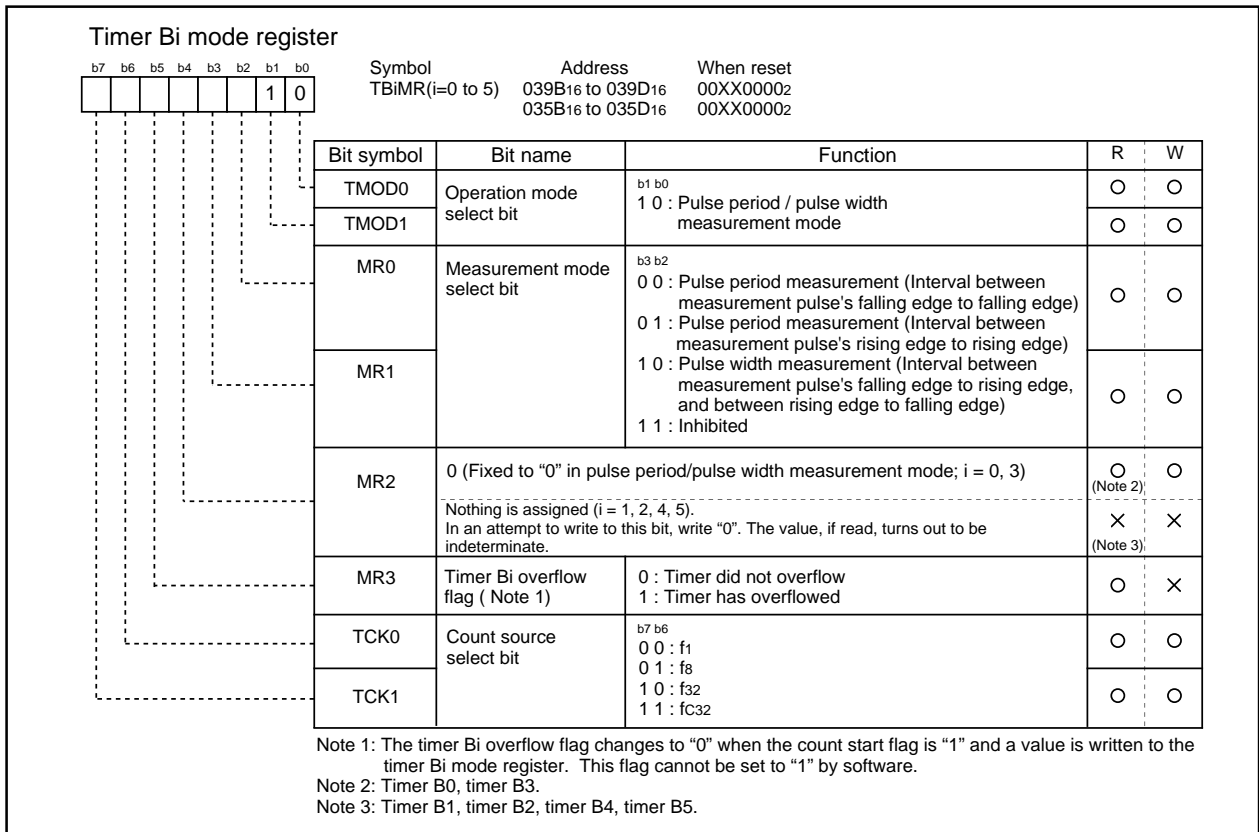 Timer Bi mode register
b7 b6 b5 b4 b3 b2 b1 b0
1 0
Symbol Address When reset
TBiMR(i=0 to 5) 039B16 to 039D16 00XX00002
035B16 to 035D16 00XX00002
Bit symbol Bit name Function R W
TMOD0 Operation mode select bit
b1 b0
1 0 : Pulse period / pulse width
measurement mode
TMOD1
MR0 Measurement mode
select bit
b3 b2
0 0 : Pulse period measurement (Interval between
measurement pulse's falling edge to falling edge)
0 1 : Pulse period measurement (Interval between
measurement pulse's rising edge to rising edge)
MR1
1 0 : Pulse width measurement (Interval between
measurement pulse's falling edge to rising edge,
and between rising edge to falling edge)
1 1 : Inhibited
MR2
0 (Fixed to “0” in pulse period/pulse width measurement mode; i = 0, 3)
(Note 2)
Nothing is assigned (i = 1, 2, 4, 5).
In an attempt to write to this bit, write “0”. The value, if read, turns out to be
indeterminate.
(Note 3)
MR3 Timer Bi overflow
flag ( Note 1)
0 : Timer did not overflow
1 : Timer has overflowed
TCK0 Count source
select bit
b7 b6
0 0 : f1
0 1 : f8
TCK1
1 0 : f32
1 1 : fC32
Note 1: The timer Bi overflow flag changes to “0” when the count start flag is “1” and a value is written to the
timer Bi mode register. This flag cannot be set to “1” by software.
Note 2: Timer B0, timer B3.
Note 3: Timer B1, timer B2, timer B4, timer B5.